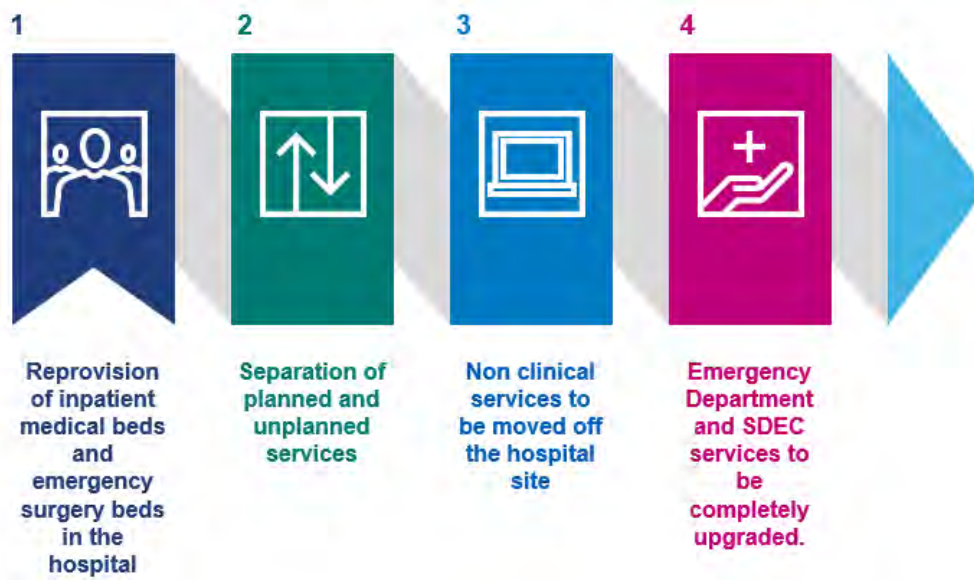 1
Reprovision
of inpatient
medical beds
and
emergency
surgery beds
in the
hospital
2
Separation of
planned and
unplanned
services
3
Non clinical
services to
be moved off
the hospital
site
4
Emergency
Department
and SDEC
services to
be
completely
upgraded.